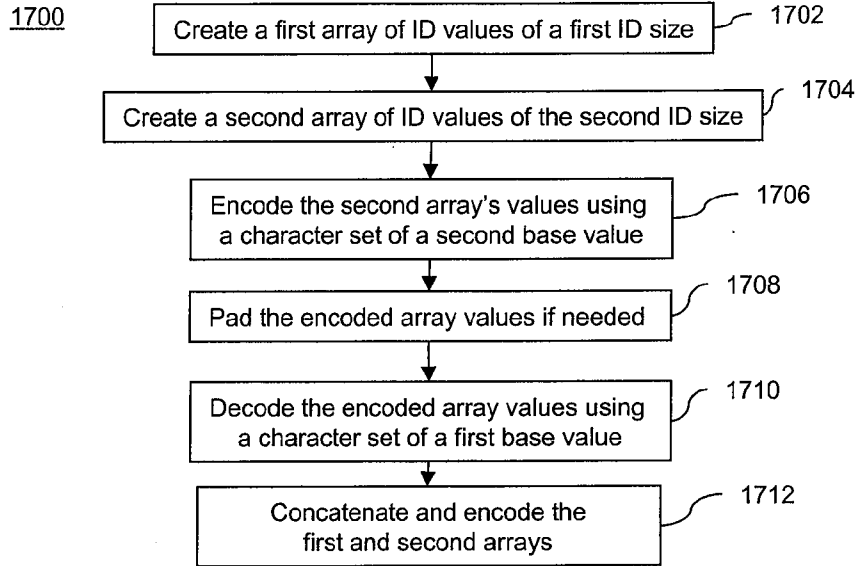 1700
Create a first array of ID values of a first ID size
1702
Create a second array of ID values of the second ID size
1704
Encode the second array's values using
a character set of a second base value
1706
Pad the encoded array values if needed
1708
Decode the encoded array values using
a character set of a first base value
1710
Concatenate and encode the
first and second arrays
1712